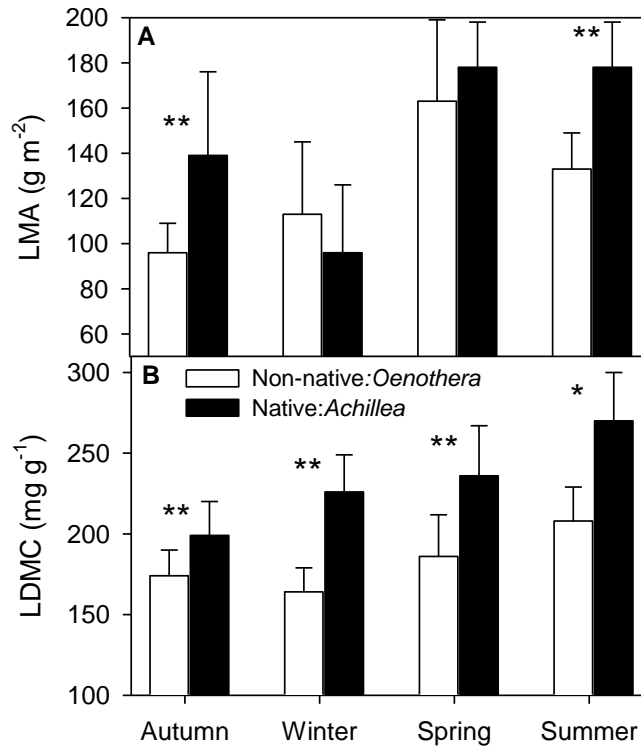 A
LMA (g m⁻²)
200
180
160
140
120
100
80
60
**
**
B
Non-native:Oenothera
Native:Achillea
LDMC (mg g⁻¹)
300
250
200
150
100
**
**
**
*
Autumn Winter Spring Summer